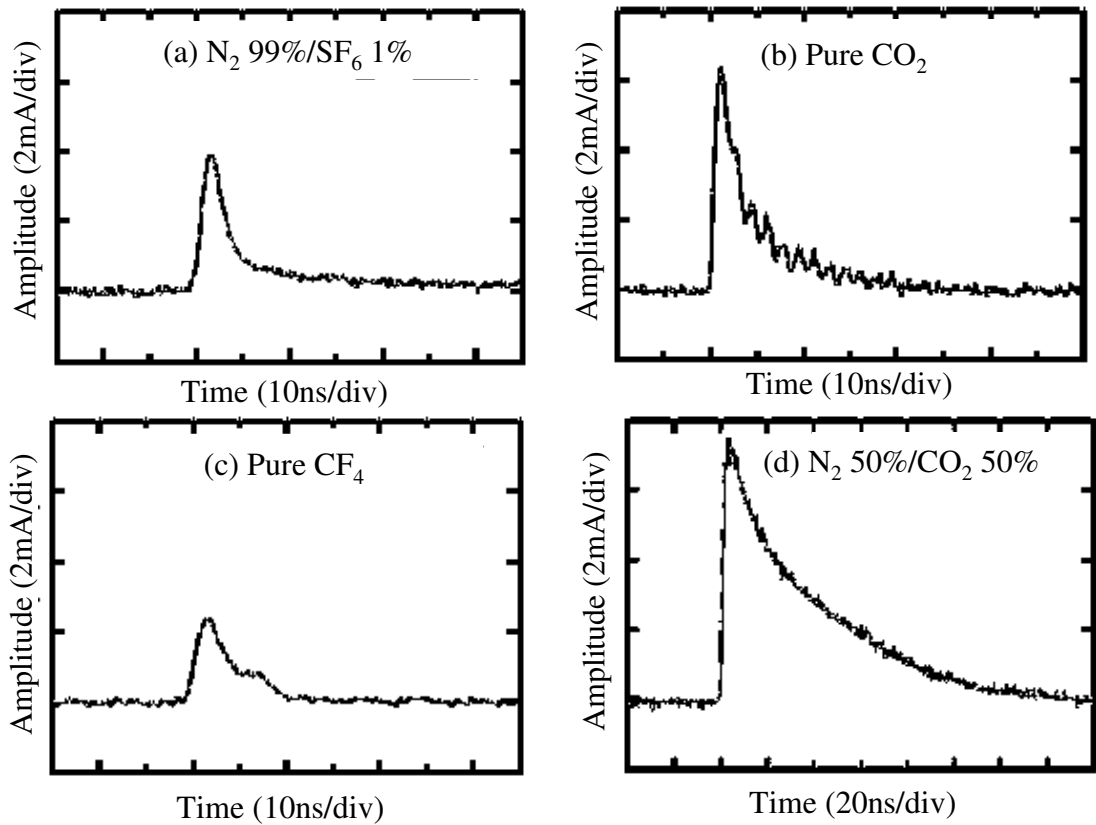 (a) N₂ 99%/SF₆ 1%
Amplitude (2mA/div)
Time (10ns/div)
(b) Pure CO₂
Amplitude (2mA/div)
Time (10ns/div)
(c) Pure CF₄
Amplitude (2mA/div)
Time (10ns/div)
(d) N₂ 50%/CO₂ 50%
Amplitude (2mA/div)
Time (20ns/div)